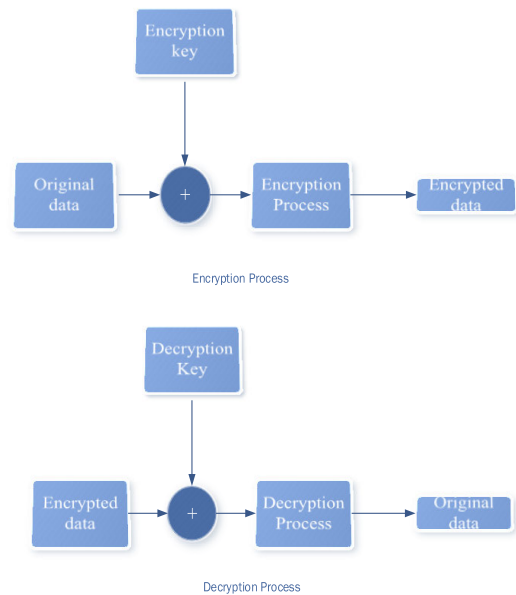 Encryption
key
Original
data
+
Encryption
Process
Encrypted
data
Encryption Process
Decryption
Key
Encrypted
data
+
Decryption
Process
Original
data
Decryption Process